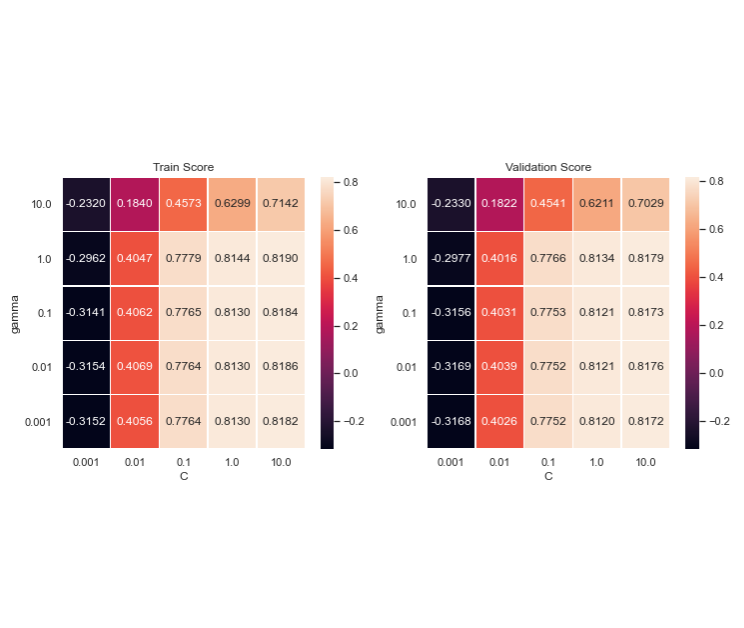 Train Score
10.0 -0.2320 0.1840 0.4573 0.6299 0.7142
1.0 -0.2962 0.4047 0.7779 0.8144 0.8190
0.1 -0.3141 0.4062 0.7765 0.8130 0.8184
0.01 -0.3154 0.4069 0.7764 0.8130 0.8186
0.001 -0.3152 0.4056 0.7764 0.8130 0.8182
0.001 0.01 0.1 1.0 10.0
C
gamma
0.8
0.6
0.4
0.2
0.0
−0.2
Validation Score
10.0 -0.2330 0.1822 0.4541 0.6211 0.7029
1.0 -0.2977 0.4016 0.7766 0.8134 0.8179
0.1 -0.3156 0.4031 0.7753 0.8121 0.8173
0.01 -0.3169 0.4039 0.7752 0.8121 0.8176
0.001 -0.3168 0.4026 0.7752 0.8120 0.8172
0.001 0.01 0.1 1.0 10.0
C
gamma
0.8
0.6
0.4
0.2
0.0
−0.2